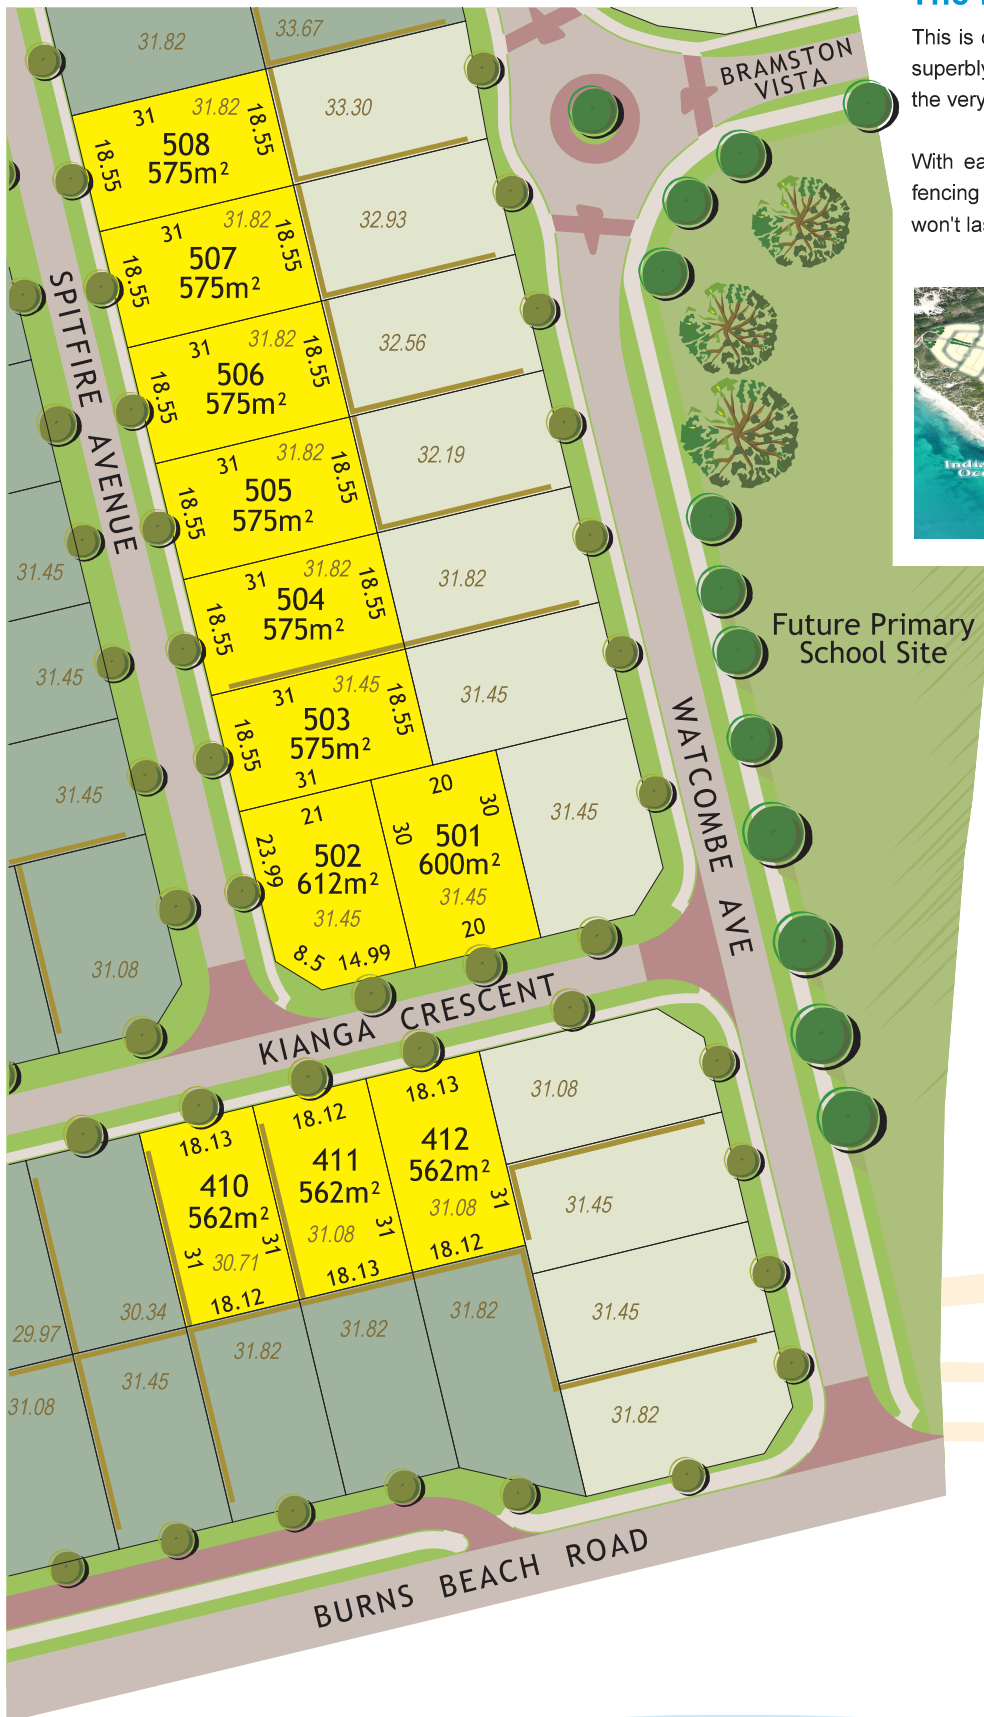 This is
superbly
the very
With ea
fencing
won't las
India
Oce
BRAMSTON
VISTA
SPITFIRE AVENUE
WATCOMBE AVE
KIANGA CRESCENT
BURNS BEACH ROAD
Future Primary
School Site
31.82
33.67
33.30
32.93
32.56
32.19
31.82
31.45
31.45
31 31.82
18.55
508
575m²
18.55
31 31.82
18.55
507
575m²
18.55
31 31.82
18.55
506
575m²
18.55
31 31.82
18.55
505
575m²
18.55
31 31.82
18.55
504
575m²
18.55
31 31.45
18.55
503
575m²
18.55
31
21
23.99
502
612m²
31.45
8.5 14.99
20
30
30
501
600m²
31.45
20
31.45
31.45
31.45
31.08
18.13
410
562m²
31
31
30.71
18.12
18.12
411
562m²
31.08
31
18.13
18.13
412
562m²
31.08
31
18.12
31.08
31.45
31.45
31.82
29.97
30.34
31.08
31.45
31.82
31.82
31.82